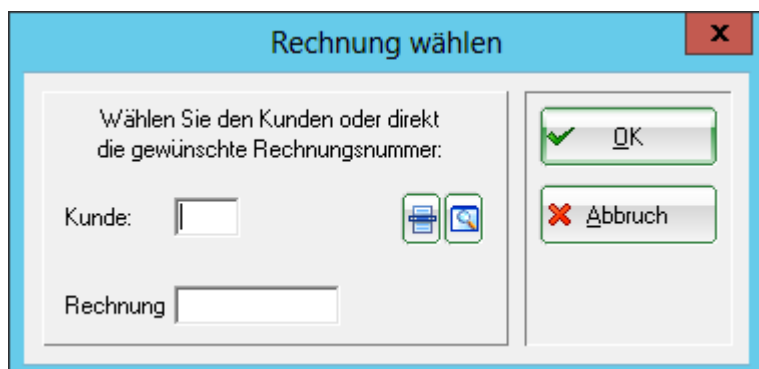 Rechnung wählen
x
Wählen Sie den Kunden oder direkt
die gewünschte Rechnungsnummer:
Kunde:
Rechnung
OK
Abbruch